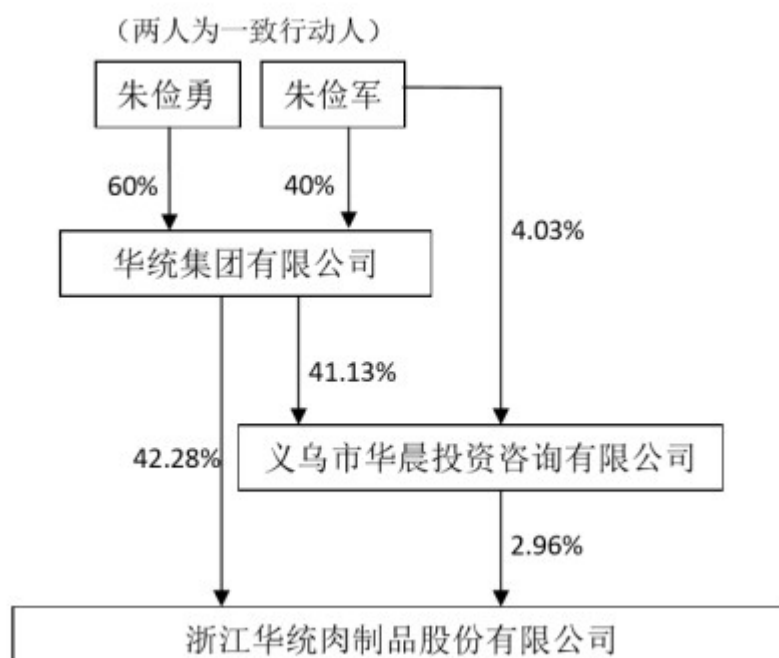 （两人为一致行动人）
朱俭勇
朱俭军
60%
40%
4.03%
华统集团有限公司
41.13%
42.28%
义乌市华晨投资咨询有限公司
2.96%
浙江华统肉制品股份有限公司